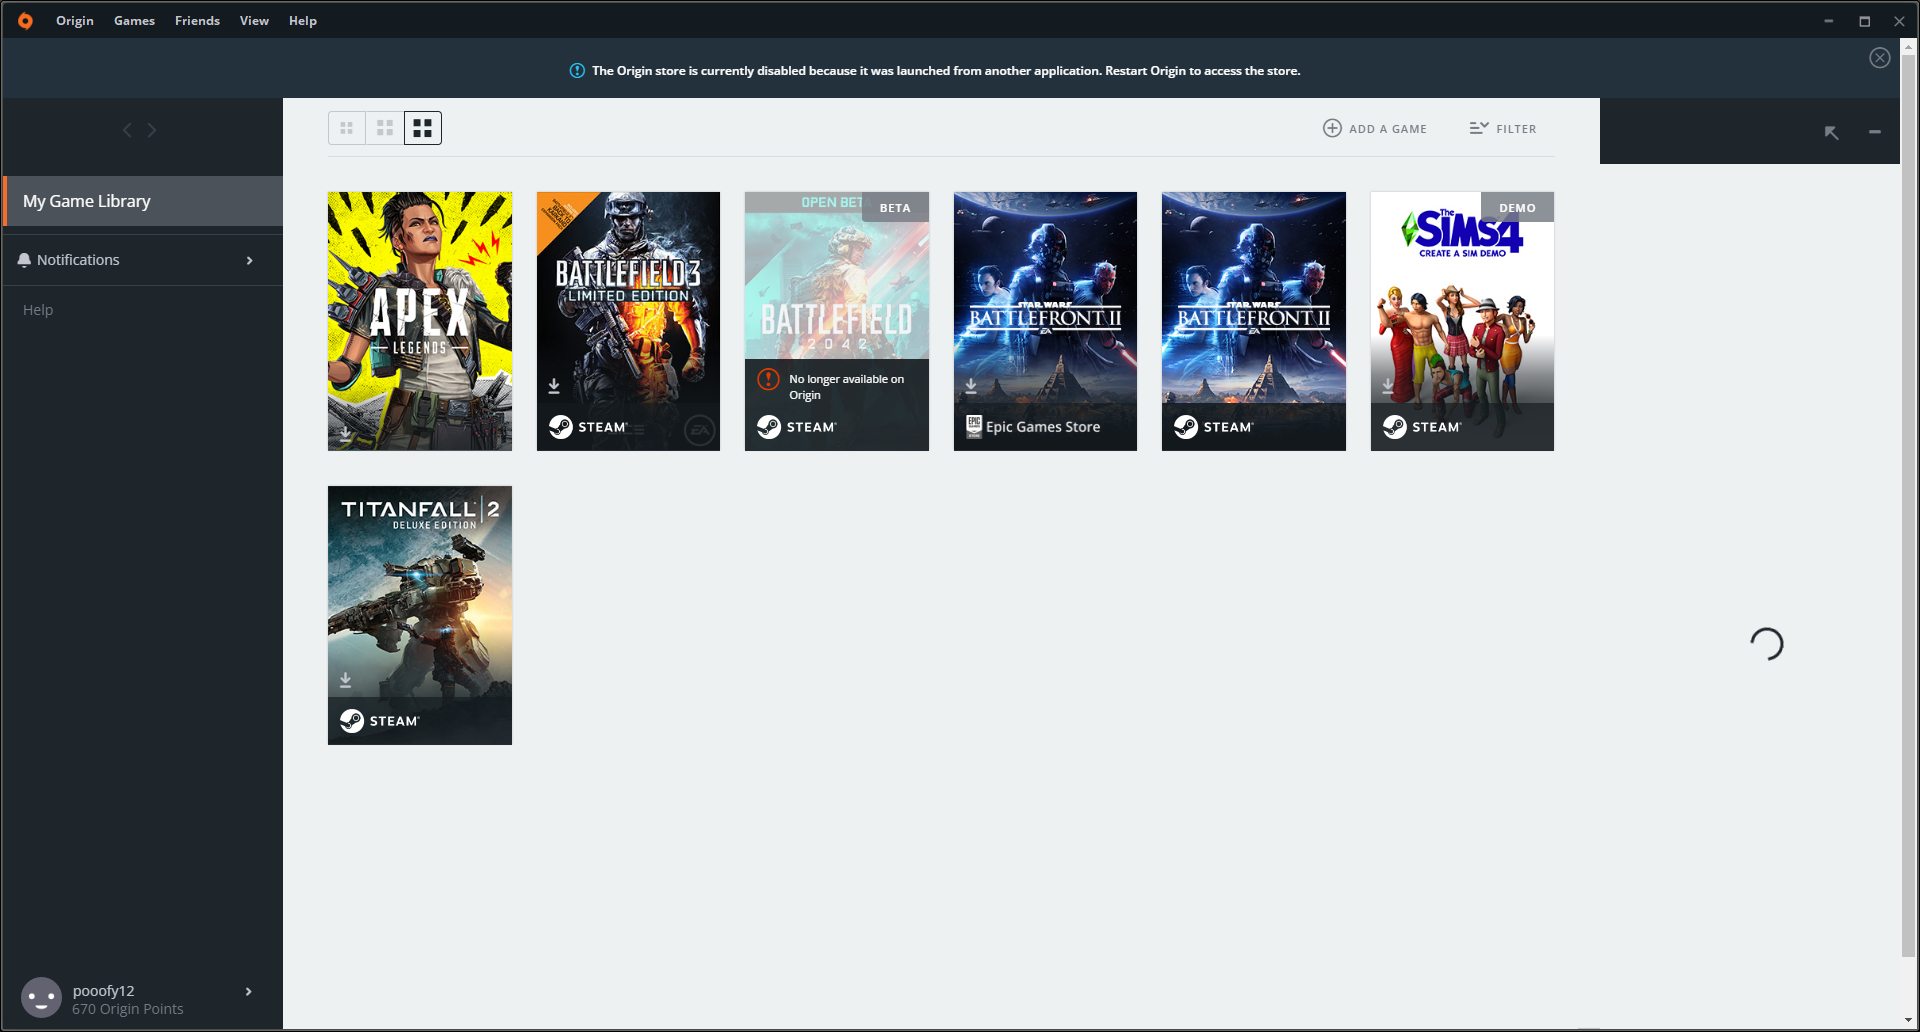 Origin Games Friends View Help
The Origin store is currently disabled because it was launched from another application. Restart Origin to access the store.
ADD A GAME FILTER
My Game Library
Notifications
Help
APEX
LEGENDS
BATTLEFIELD 3
LIMITED EDITION
STEAM
OPEN BET
BETA
BATTLEFIELD
2042
No longer available on
Origin
STEAM
STAR WARS
BATTLEFRONT II
EA
EPIC
GAMES
Epic Games Store
STAR WARS
BATTLEFRONT II
EA
STEAM
DEMO
The
SIMS 4
CREATE A SIM DEMO
STEAM
TITANFALL 2
DELUXE EDITION
STEAM
pooofy12
670 Origin Points